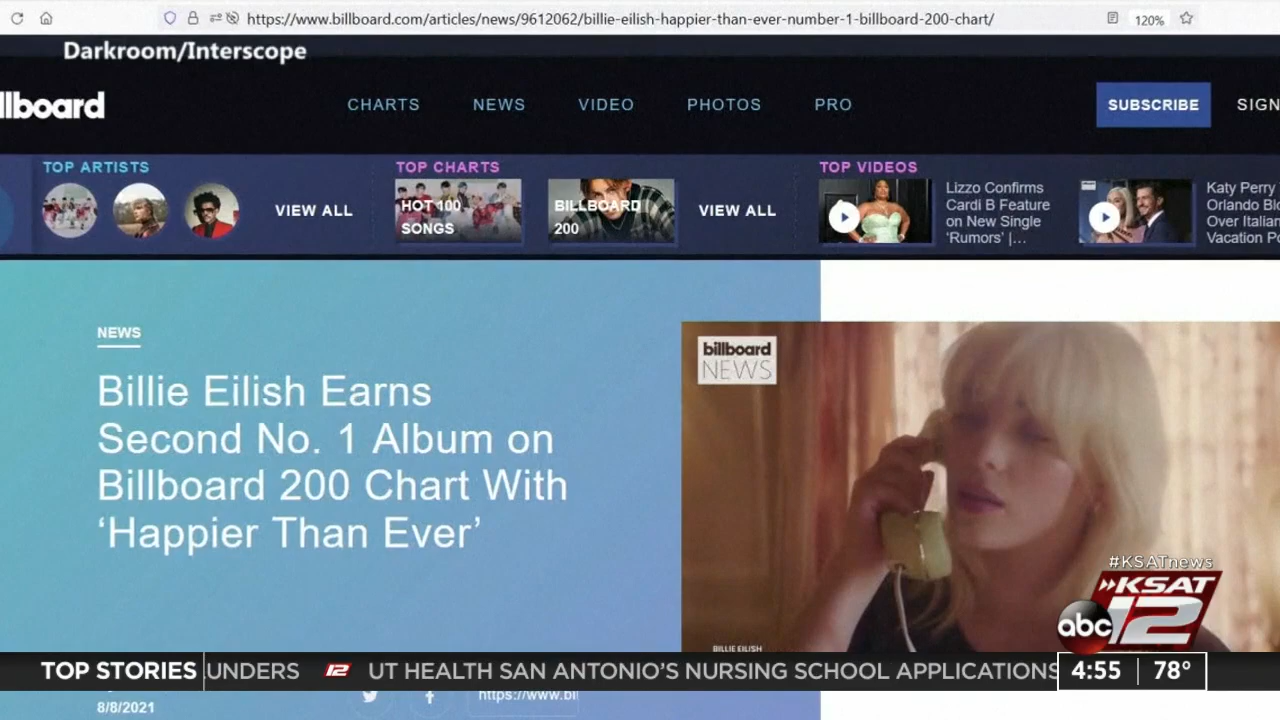 https://www.billboard.com/articles/news/9612062/billie-eilish-happier-than-ever-number-1-billboard-200-chart/
120%
Darkroom/Interscope
llboard
CHARTS NEWS VIDEO PHOTOS PRO
SUBSCRIBE SIGN
TOP ARTISTS
VIEW ALL
TOP CHARTS
HOT 100
SONGS
BILLBOARD
200
VIEW ALL
TOP VIDEOS
Lizzo Confirms
Cardi B Feature
on New Single
‘Rumors’ |...
Katy Perry
Orlando Blo
Over Italian
Vacation Po
NEWS
Billie Eilish Earns
Second No. 1 Album on
Billboard 200 Chart With
‘Happier Than Ever’
billboard
NEWS
BILLIE EILISH
#KSATnews
KSAT
abc 12
TOP STORIES UNDERS 12 UT HEALTH SAN ANTONIO’S NURSING SCHOOL APPLICATIONS 4:55 78°
https://www.bil
8/8/2021